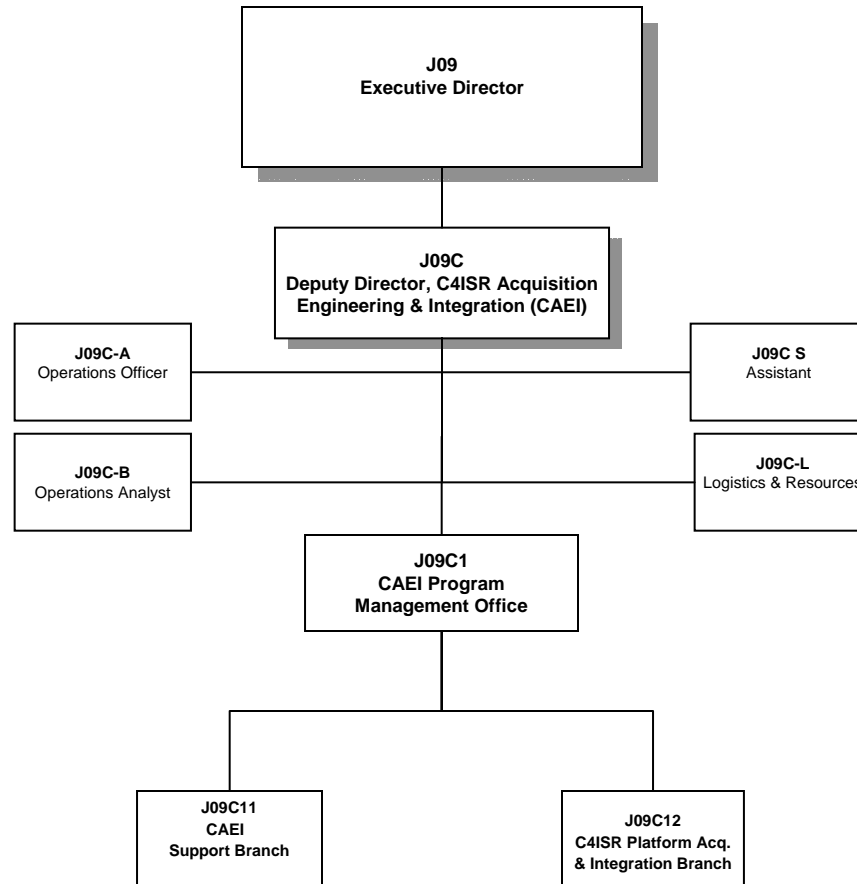 J09
Executive Director
J09C
Deputy Director, C4ISR Acquisition
Engineering & Integration (CAEI)
J09C-A
Operations Officer
J09C S
Assistant
J09C-B
Operations Analyst
J09C-L
Logistics & Resources
J09C1
CAEI Program
Management Office
J09C11
CAEI
Support Branch
J09C12
C4ISR Platform Acq.
& Integration Branch